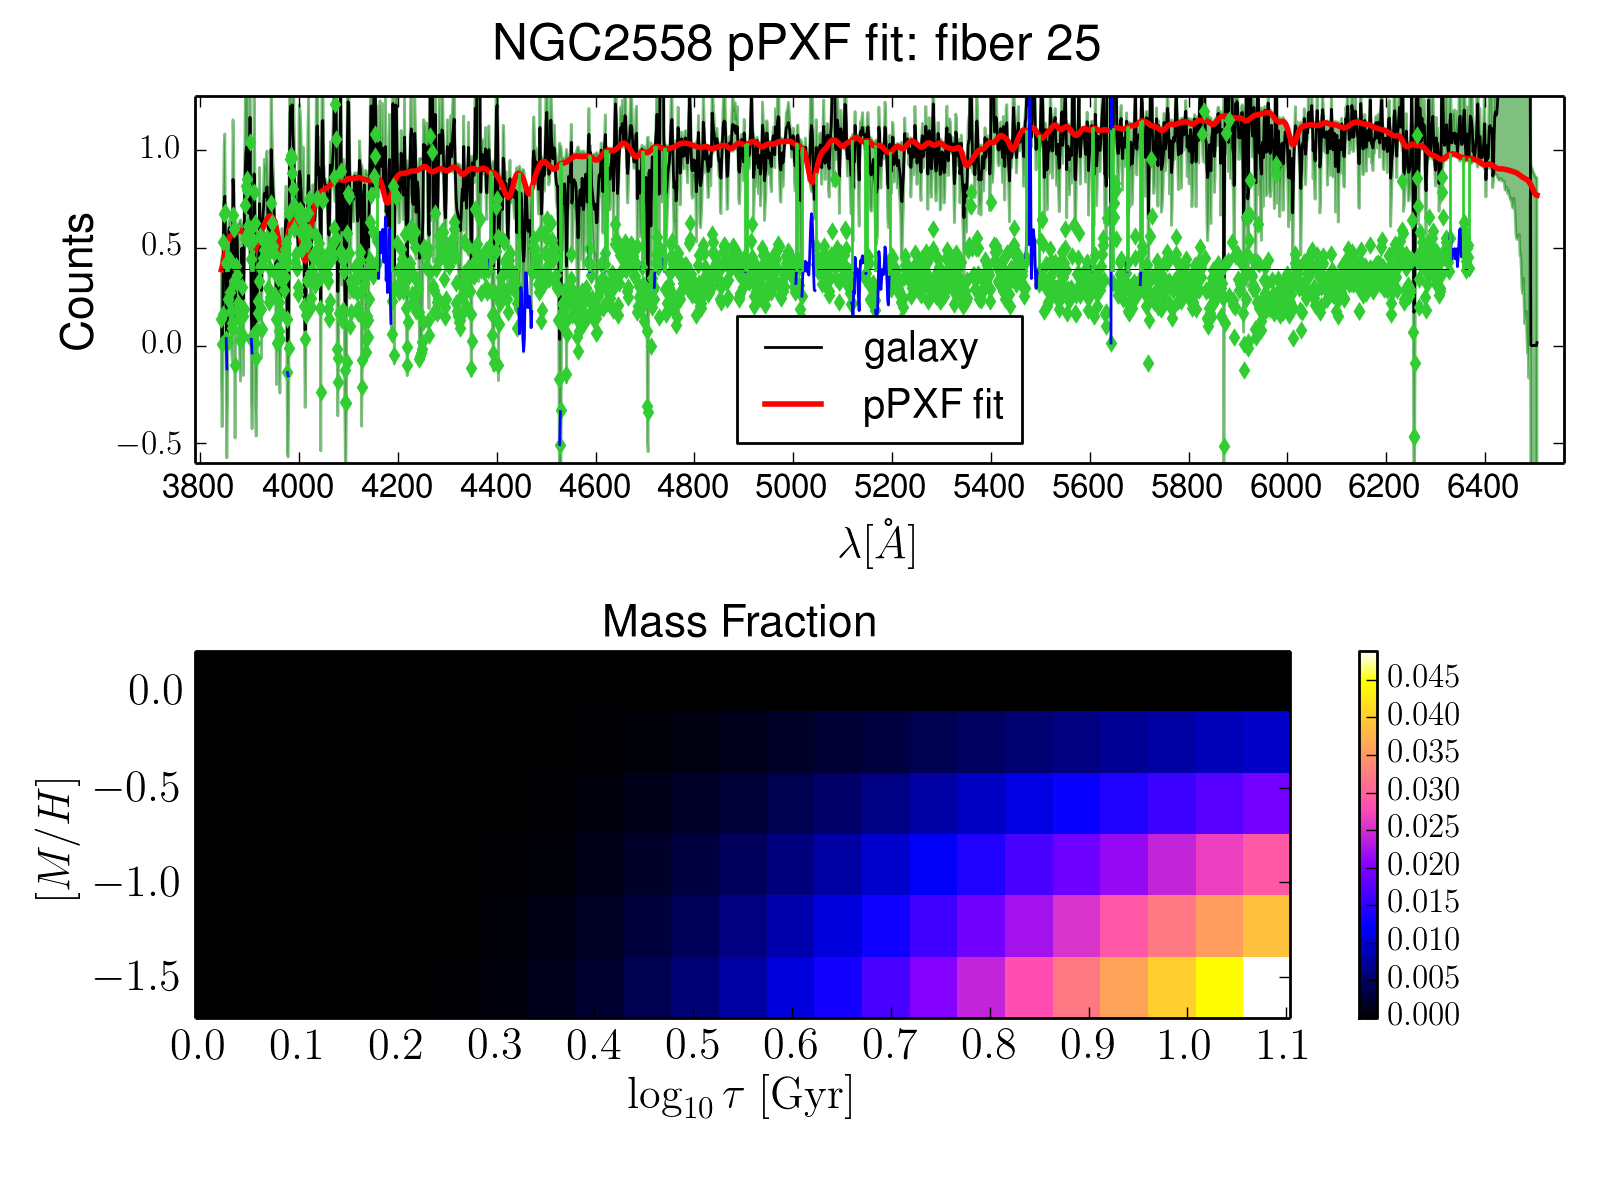 NGC2558 pPXF fit: fiber 25
1.0
0.5
0.0
−0.5
Counts
galaxy
pPXF fit
3800 4000 4200 4400 4600 4800 5000 5200 5400 5600 5800 6000 6200 6400
λ[Å]
Mass Fraction
0.0
−0.5
−1.0
−1.5
[M/H]
0.0 0.1 0.2 0.3 0.4 0.5 0.6 0.7 0.8 0.9 1.0 1.1
log₁₀ τ [Gyr]
0.045
0.040
0.035
0.030
0.025
0.020
0.015
0.010
0.005
0.000